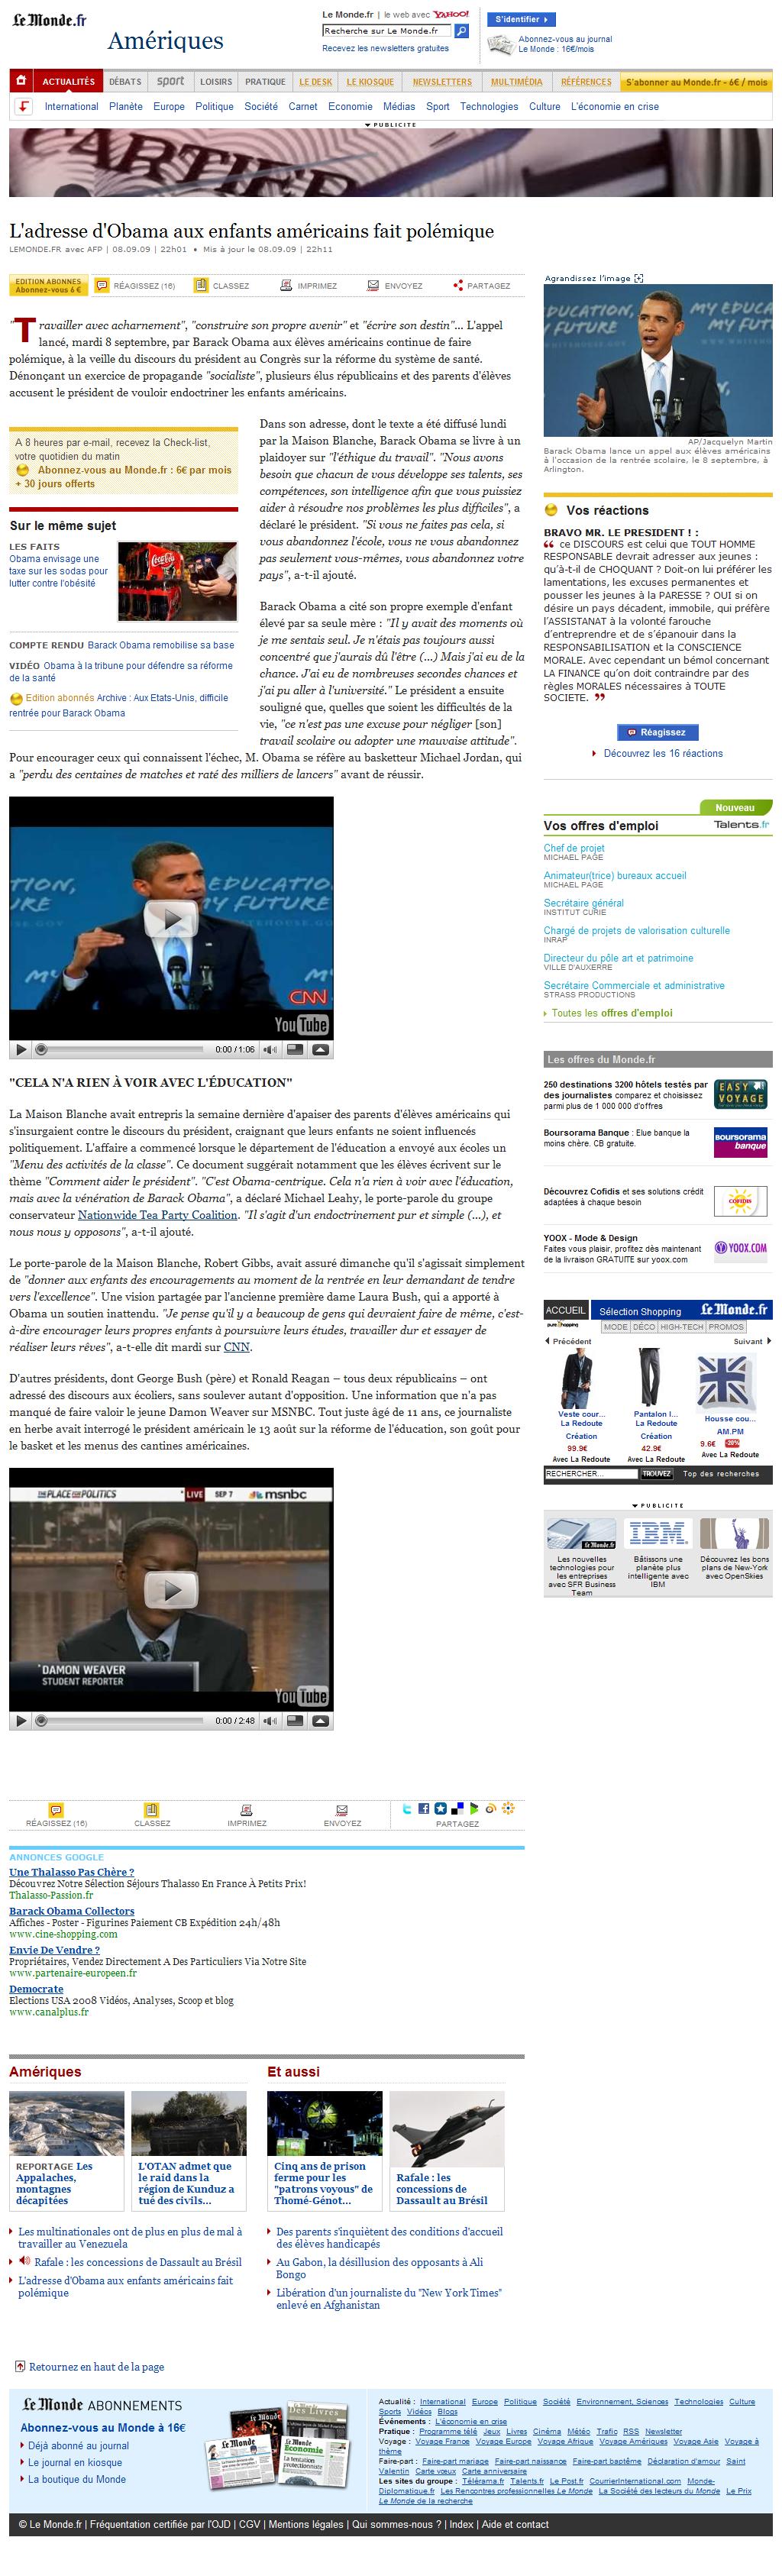 Le Monde.fr
Amériques
Le Monde.fr | le web avec YAHOO!
Recherche sur Le Monde.fr
Recevez les newsletters gratuites
S'identifier
Abonnez-vous au journal
Le Monde : 16€/mois
ACTUALITÉS DÉBATS sport LOISIRS PRATIQUE LE DESK LE KIOSQUE NEWSLETTERS MULTIMÉDIA RÉFÉRENCES S'abonner au Monde.fr - 6€ / mois
International Planète Europe Politique Société Carnet Economie Médias Sport Technologies Culture L'économie en crise
PUBLICITE
L'adresse d'Obama aux enfants américains fait polémique
LEMONDE.FR avec AFP | 08.09.09 | 22h01 • Mis à jour le 08.09.09 | 22h11
EDITION ABONNES
Abonnez-vous 6 €
RÉAGISSEZ (16) CLASSEZ IMPRIMEZ ENVOYEZ PARTAGEZ
"Travailler avec acharnement", "construire son propre avenir" et "écrire son destin"... L'appel
lancé, mardi 8 septembre, par Barack Obama aux élèves américains continue de faire
polémique, à la veille du discours du président au Congrès sur la réforme du système de santé.
Dénonçant un exercice de propagande "socialiste", plusieurs élus républicains et des parents d'élèves
accusent le président de vouloir endoctriner les enfants américains.
A 8 heures par e-mail, recevez la Check-list,
votre quotidien du matin
Abonnez-vous au Monde.fr : 6€ par mois
+ 30 jours offerts
Sur le même sujet
LES FAITS
Obama envisage une
taxe sur les sodas pour
lutter contre l'obésité
Coca-Cola
COMPTE RENDU Barack Obama remobilise sa base
VIDÉO Obama à la tribune pour défendre sa réforme
de la santé
Edition abonnés Archive : Aux Etats-Unis, difficile
rentrée pour Barack Obama
Dans son adresse, dont le texte a été diffusé lundi
par la Maison Blanche, Barack Obama se livre à un
plaidoyer sur "l'éthique du travail". "Nous avons
besoin que chacun de vous développe ses talents, ses
compétences, son intelligence afin que vous puissiez
aider à résoudre nos problèmes les plus difficiles", a
déclaré le président. "Si vous ne faites pas cela, si
vous abandonnez l'école, vous ne vous abandonnez
pas seulement vous-mêmes, vous abandonnez votre
pays", a-t-il ajouté.
Barack Obama a cité son propre exemple d'enfant
élevé par sa seule mère : "Il y avait des moments où
je me sentais seul. Je n'étais pas toujours aussi
concentré que j'aurais dû l'être (...) Mais j'ai eu de la
chance. J'ai eu de nombreuses secondes chances et
j'ai pu aller à l'université." Le président a ensuite
souligné que, quelles que soient les difficultés de la
vie, "ce n'est pas une excuse pour négliger [son]
travail scolaire ou adopter une mauvaise attitude".
Pour encourager ceux qui connaissent l'échec, M. Obama se réfère au basketteur Michael Jordan, qui
a "perdu des centaines de matches et raté des milliers de lancers" avant de réussir.
CNN
YouTube
0:00 / 1:06
"CELA N'A RIEN À VOIR AVEC L'ÉDUCATION"
La Maison Blanche avait entrepris la semaine dernière d'apaiser des parents d'élèves américains qui
s'insurgaient contre le discours du président, craignant que leurs enfants ne soient influencés
politiquement. L'affaire a commencé lorsque le département de l'éducation a envoyé aux écoles un
"Menu des activités de la classe". Ce document suggérait notamment que les élèves écrivent sur le
thème "Comment aider le président". "C'est Obama-centrique. Cela n'a rien à voir avec l'éducation,
mais avec la vénération de Barack Obama", a déclaré Michael Leahy, le porte-parole du groupe
conservateur Nationwide Tea Party Coalition. "Il s'agit d'un endoctrinement pur et simple (...), et
nous nous y opposons", a-t-il ajouté.
Le porte-parole de la Maison Blanche, Robert Gibbs, avait assuré dimanche qu'il s'agissait simplement
de "donner aux enfants des encouragements au moment de la rentrée en leur demandant de tendre
vers l'excellence". Une vision partagée par l'ancienne première dame Laura Bush, qui a apporté à
Obama un soutien inattendu. "Je pense qu'il y a beaucoup de gens qui devraient faire de même, c'est-
à-dire encourager leurs propres enfants à poursuivre leurs études, travailler dur et essayer de
réaliser leurs rêves", a-t-elle dit mardi sur CNN.
D'autres présidents, dont George Bush (père) et Ronald Reagan – tous deux républicains – ont
adressé des discours aux écoliers, sans soulever autant d'opposition. Une information que n'a pas
manqué de faire valoir le jeune Damon Weaver sur MSNBC. Tout juste âgé de 11 ans, ce journaliste
en herbe avait interrogé le président américain le 13 août sur la réforme de l'éducation, son goût pour
le basket et les menus des cantines américaines.
THE PLACE FOR POLITICS LIVE SEP 7 msnbc
DAMON WEAVER
STUDENT REPORTER
YouTube
0:00 / 2:48
RÉAGISSEZ (16) CLASSEZ IMPRIMEZ ENVOYEZ PARTAGEZ
ANNONCES GOOGLE
Une Thalasso Pas Chère ?
Découvrez Notre Sélection Séjours Thalasso En France À Petits Prix!
Thalasso-Passion.fr
Barack Obama Collectors
Affiches - Poster - Figurines Paiement CB Expédition 24h/48h
www.cine-shopping.com
Envie De Vendre ?
Propriétaires, Vendez Directement A Des Particuliers Via Notre Site
www.partenaire-europeen.fr
Democrate
Elections USA 2008 Vidéos, Analyses, Scoop et blog
www.canalplus.fr
Agrandissez l'image
AP/Jacquelyn Martin
Barack Obama lance un appel aux élèves américains
à l'occasion de la rentrée scolaire, le 8 septembre, à
Arlington.
Vos réactions
BRAVO MR. LE PRESIDENT ! :
ce DISCOURS est celui que TOUT HOMME
RESPONSABLE devrait adresser aux jeunes :
qu'à-t-il de CHOQUANT ? Doit-on lui préférer les
lamentations, les excuses permanentes et
pousser les jeunes à la PARESSE ? OUI si on
désire un pays décadent, immobile, qui préfère
l'ASSISTANAT à la volonté farouche
d'entreprendre et de s'épanouir dans la
RESPONSABILISATION et la CONSCIENCE
MORALE. Avec cependant un bémol concernant
LA FINANCE qu'on doit contraindre par des
règles MORALES nécessaires à TOUTE
SOCIETE.
Réagissez
Découvrez les 16 réactions
Nouveau
Vos offres d'emploi Talents.fr
Chef de projet
MICHAEL PAGE
Animateur(trice) bureaux accueil
MICHAEL PAGE
Secrétaire général
INSTITUT CURIE
Chargé de projets de valorisation culturelle
INRAP
Directeur du pôle art et patrimoine
VILLE D'AUXERRE
Secrétaire Commerciale et administrative
STRASS PRODUCTIONS
Toutes les offres d'emploi
Les offres du Monde.fr
250 destinations 3200 hôtels testés par
des journalistes comparez et choisissez
parmi plus de 1 000 000 d'offres
EASY VOYAGE
Boursorama Banque : Elue banque la
moins chère. CB gratuite.
BOURSORAMA banque
Découvrez Cofidis et ses solutions crédit
adaptées à chaque besoin
COFIDIS
YOOX - Mode & Design
Faites vous plaisir, profitez dès maintenant
de la livraison GRATUITE sur yoox.com
YOOX.COM
ACCUEIL Sélection Shopping Le Monde.fr
MODE DÉCO HIGH-TECH PROMOS
Précédent Suivant
Veste cour...
La Redoute
Création
99.9€
Avec La Redoute
Pantalon l...
La Redoute
Création
42.9€
Avec La Redoute
Housse cou...
AM.PM
9.6€
Avec La Redoute
RECHERCHER... TROUVEZ Top des recherches
PUBLICITE
Les nouvelles
technologies pour
les entreprises
avec SFR Business
Team
IBM
Bâtissons une
planète plus
intelligente avec
IBM
Découvrez les bons
plans de New-York
avec OpenSkies
Amériques
REPORTAGE Les
Appalaches,
montagnes
décapitées
L'OTAN admet que
le raid dans la
région de Kunduz a
tué des civils...
Les multinationales ont de plus en plus de mal à
travailler au Venezuela
Rafale : les concessions de Dassault au Brésil
L'adresse d'Obama aux enfants américains fait
polémique
Et aussi
Cinq ans de prison
ferme pour les
"patrons voyous" de
Thomé-Génot...
Rafale : les
concessions de
Dassault au Brésil
Des parents s'inquiètent des conditions d'accueil
des élèves handicapés
Au Gabon, la désillusion des opposants à Ali
Bongo
Libération d'un journaliste du "New York Times"
enlevé en Afghanistan
Retournez en haut de la page
Le Monde ABONNEMENTS
Abonnez-vous au Monde à 16€
Déjà abonné au journal
Le journal en kiosque
La boutique du Monde
Actualité : International Europe Politique Société Environnement, Sciences Technologies Culture
Sports Vidéos Blogs
Événements : L'économie en crise
Pratique : Programme télé Jeux Livres Cinéma Météo Trafic RSS Newsletter
Voyage : Voyage France Voyage Europe Voyage Afrique Voyage Amériques Voyage Asie Voyage à
thème
Faire-part : Faire-part mariage Faire-part naissance Faire-part baptême Déclaration d'amour Saint
Valentin Carte vœux Carte anniversaire
Les sites du groupe : Télérama.fr Talents.fr Le Post.fr CourrierInternational.com Monde-
Diplomatique.fr Les Rencontres professionnelles Le Monde La Société des lecteurs du Monde Le Prix
Le Monde de la recherche
© Le Monde.fr | Fréquentation certifiée par l'OJD | CGV | Mentions légales | Qui sommes-nous ? | Index | Aide et contact